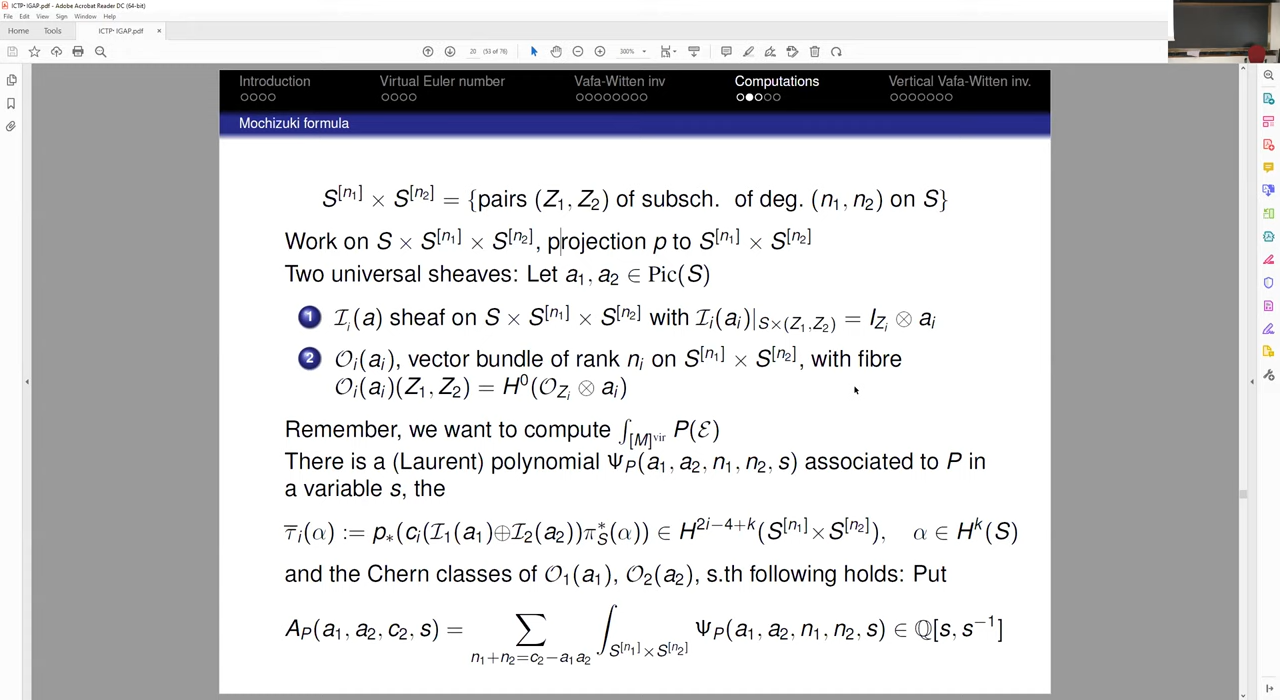 ICTP-IGAP.pdf - Adobe Acrobat Reader DC (64-bit)
File Edit View Sign Window Help
Home Tools ICTP-IGAP.pdf ×
20 (53 of 78) 300%
Introduction Virtual Euler number Vafa-Witten inv Computations Vertical Vafa-Witten inv.
Mochizuki formula
S^{[n_1]} × S^{[n_2]} = {pairs (Z_1, Z_2) of subsch. of deg. (n_1, n_2) on S}
Work on S × S^{[n_1]} × S^{[n_2]}, projection p to S^{[n_1]} × S^{[n_2]}
Two universal sheaves: Let a_1, a_2 ∈ Pic(S)
1 𝓘_i(a) sheaf on S × S^{[n_1]} × S^{[n_2]} with 𝓘_i(a_i)|_{S×(Z_1,Z_2)} = I_{Z_i} ⊗ a_i
2 𝓞_i(a_i), vector bundle of rank n_i on S^{[n_1]} × S^{[n_2]}, with fibre
𝓞_i(a_i)(Z_1, Z_2) = H^0(𝓞_{Z_i} ⊗ a_i)
Remember, we want to compute ∫_{[M]^{vir}} P(𝓔)
There is a (Laurent) polynomial Ψ_P(a_1, a_2, n_1, n_2, s) associated to P in
a variable s, the
τ̅_i(α) := p_*(c_i(𝓘_1(a_1)⊕𝓘_2(a_2))π_S^*(α)) ∈ H^{2i−4+k}(S^{[n_1]}×S^{[n_2]}), α ∈ H^k(S)
and the Chern classes of 𝓞_1(a_1), 𝓞_2(a_2), s.th following holds: Put
A_P(a_1, a_2, c_2, s) = ∑_{n_1+n_2=c_2−a_1a_2} ∫_{S^{[n_1]}×S^{[n_2]}} Ψ_P(a_1, a_2, n_1, n_2, s) ∈ ℚ[s, s^{−1}]